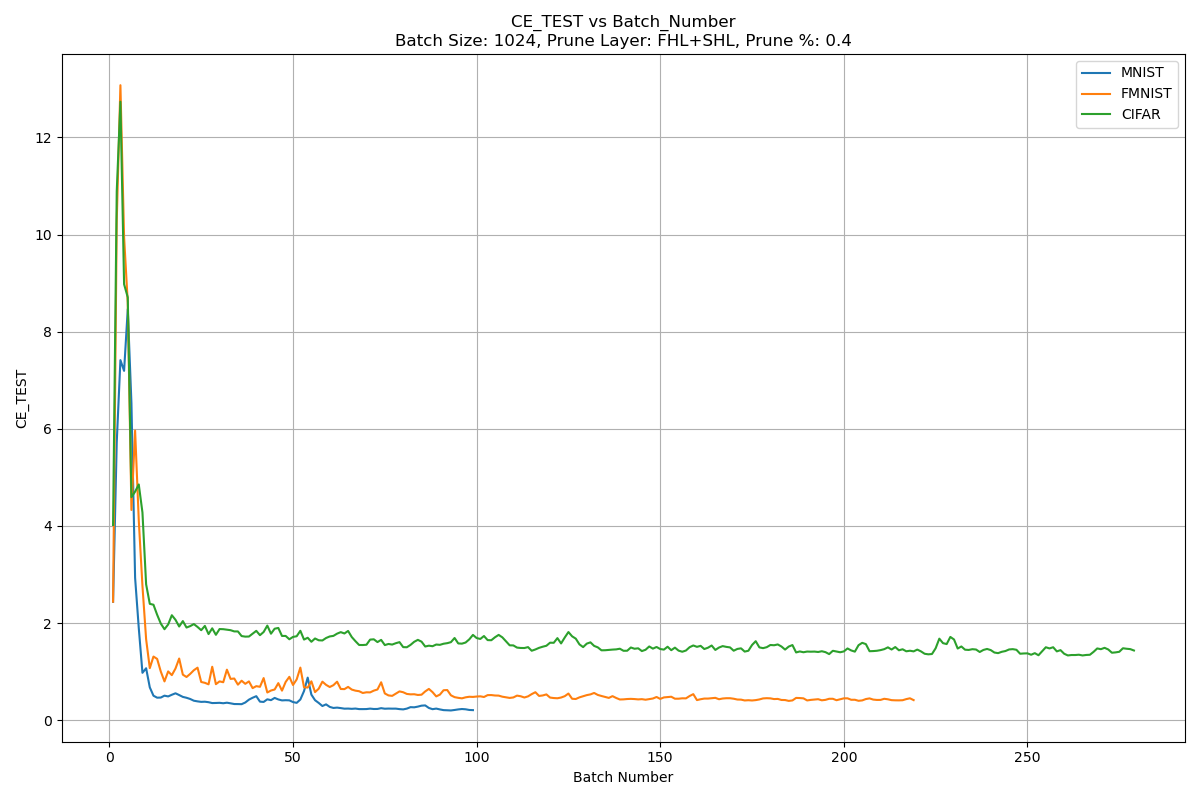 CE_TEST vs Batch_Number
Batch Size: 1024, Prune Layer: FHL+SHL, Prune %: 0.4
MNIST
FMNIST
CIFAR
12
10
8
6
4
2
0
CE_TEST
0 50 100 150 200 250
Batch Number